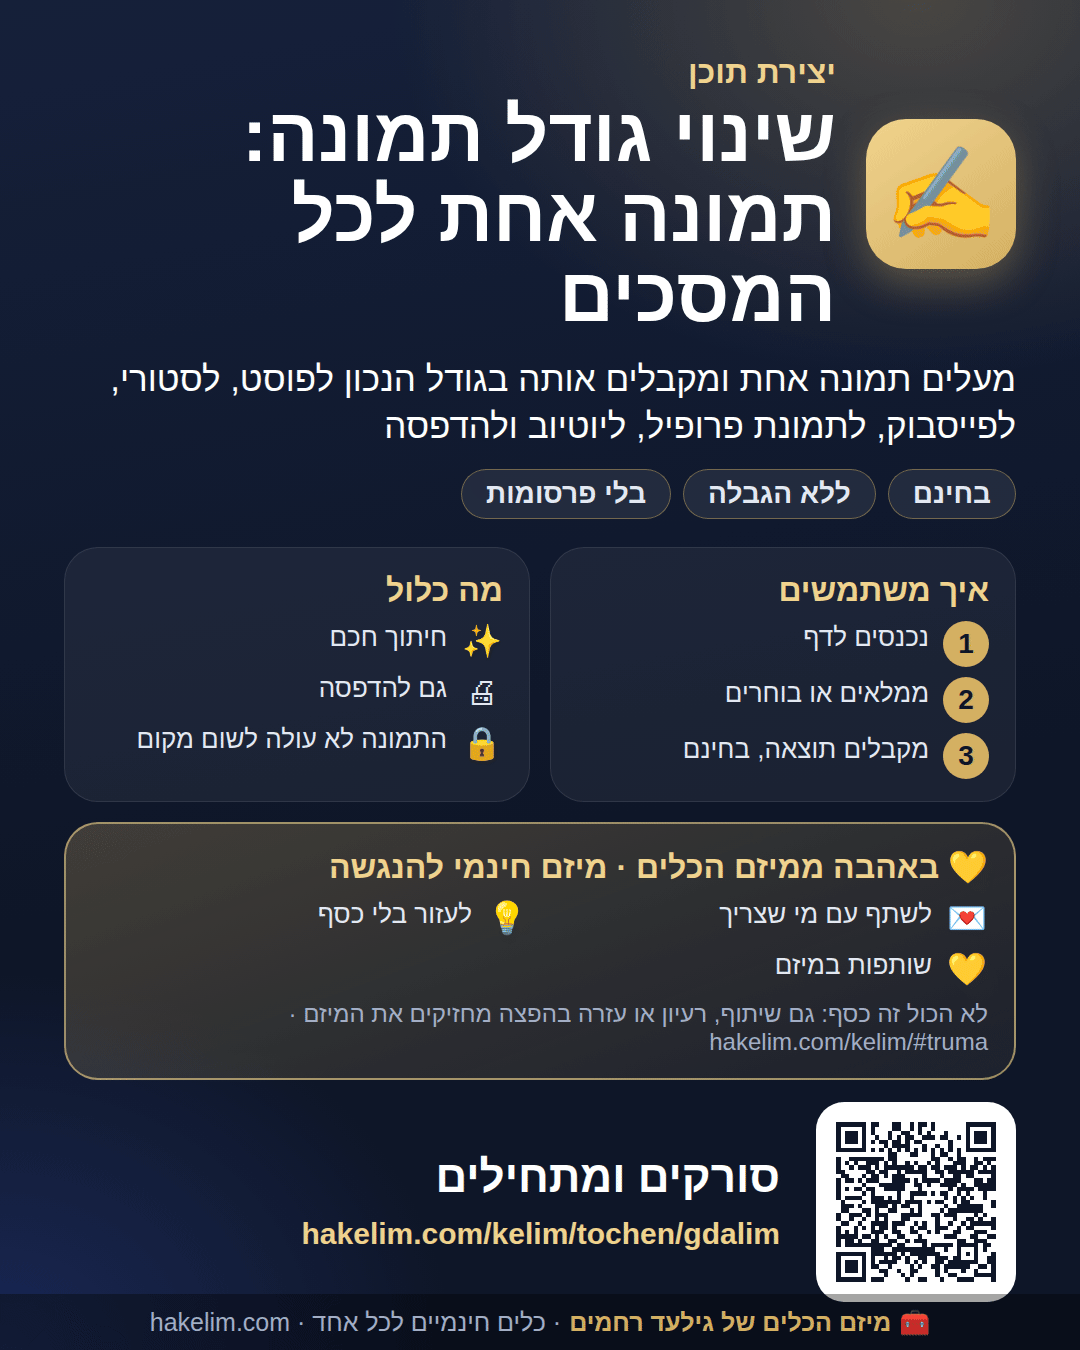 יצירת תוכן
שינוי גודל תמונה:
תמונה אחת לכל
המסכים
מעלים תמונה אחת ומקבלים אותה בגודל הנכון לפוסט, לסטורי,
לפייסבוק, לתמונת פרופיל, ליוטיוב ולהדפסה
בחינם
ללא הגבלה
בלי פרסומות
איך משתמשים
1 נכנסים לדף
2 ממלאים או בוחרים
3 מקבלים תוצאה, בחינם
מה כלול
✨ חיתוך חכם
🖨 גם להדפסה
🔒 התמונה לא עולה לשום מקום
💛 באהבה ממיזם הכלים · מיזם חינמי להנגשה
💌 לשתף עם מי שצריך
💡 לעזור בלי כסף
💛 שותפות במיזם
לא הכול זה כסף: גם שיתוף, רעיון או עזרה בהפצה מחזיקים את המיזם ·
hakelim.com/kelim/#truma
סורקים ומתחילים
hakelim.com/kelim/tochen/gdalim
🧰 מיזם הכלים של גילעד רחמים · כלים חינמיים לכל אחד · hakelim.com